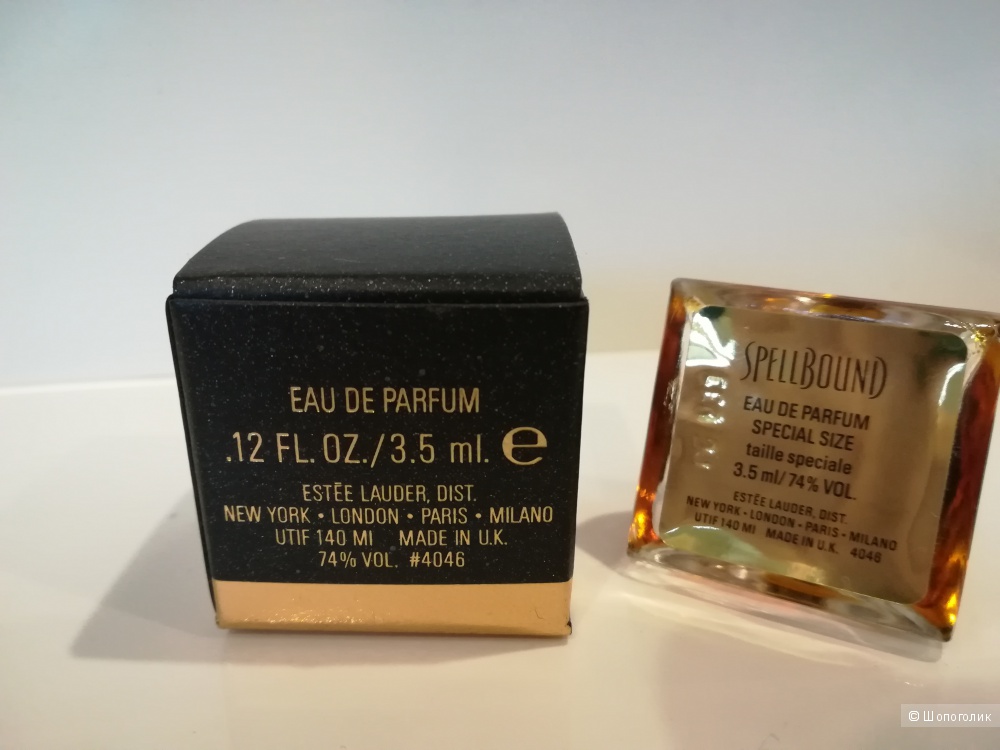 EAU DE PARFUM
.12 FL. OZ./3.5 ml. e
ESTĒE LAUDER, DIST.
NEW YORK • LONDON • PARIS • MILANO
UTIF 140 MI MADE IN U.K.
74% VOL. #4046
SPELLBOUND
EAU DE PARFUM
SPECIAL SIZE
taille speciale
3.5 ml/74% VOL.
ESTĒE LAUDER, DIST.
NEW YORK - LONDON - PARIS - MILANO
UTIF 140 MI MADE IN U.K. 4046
© Шопоголик